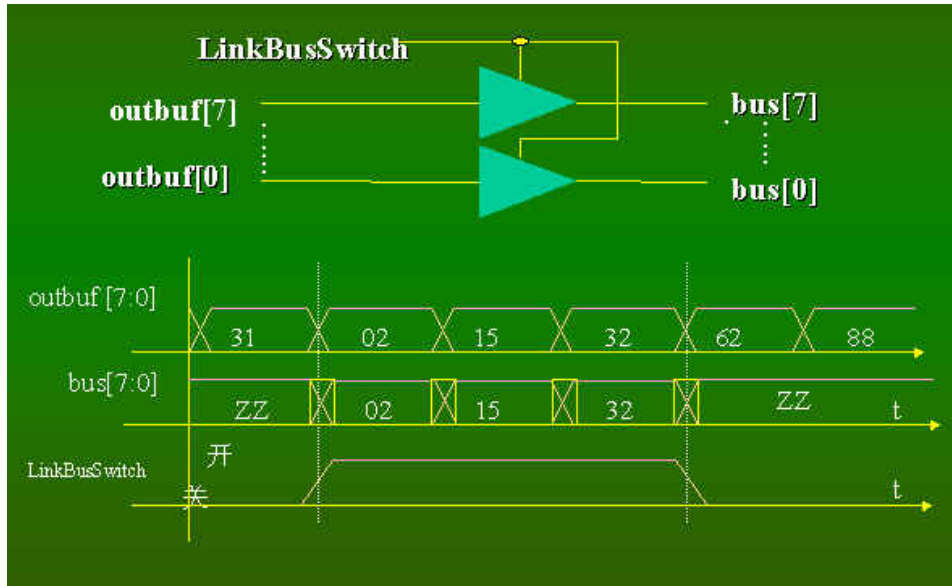 LinkBusSwitch
outbuf[7]
bus[7]
outbuf[0]
bus[0]
outbuf [7:0]
31
02
15
32
62
88
bus[7:0]
ZZ
02
15
32
ZZ
t
开
LinkBusSwitch
关
t